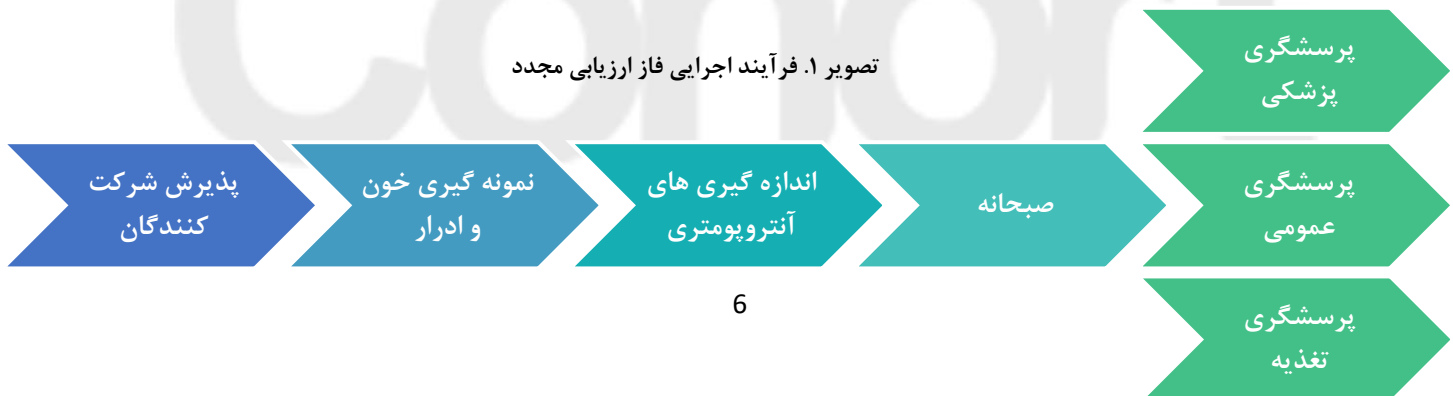 Cohort
تصویر ۱. فرآیند اجرایی فاز ارزیابی مجدد
پذیرش شرکت
کنندگان
نمونه گیری خون
و ادرار
اندازه گیری های
آنتروپومتری
صبحانه
پرسشگری
پزشکی
پرسشگری
عمومی
پرسشگری
تغذیه
6